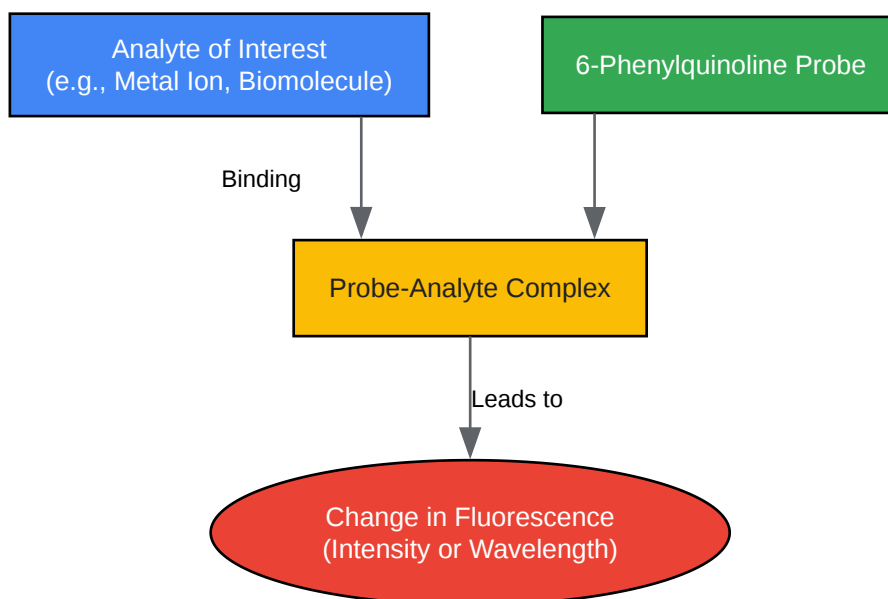 Analyte of Interest
(e.g., Metal Ion, Biomolecule)
6-Phenylquinoline Probe
Binding
Probe-Analyte Complex
Leads to
Change in Fluorescence
(Intensity or Wavelength)